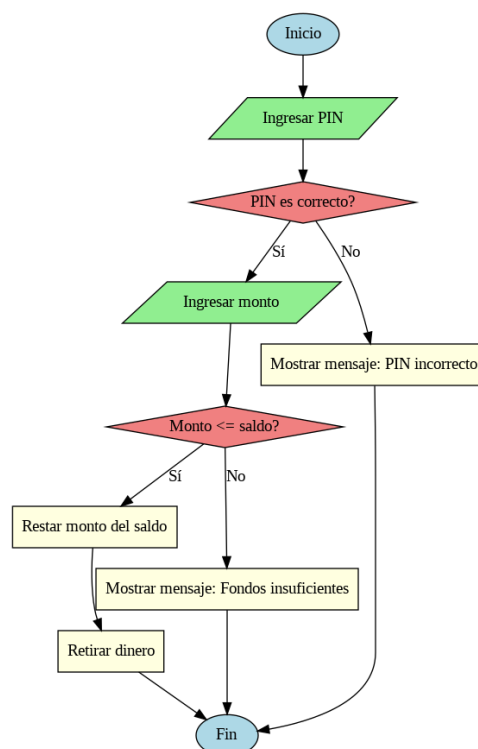 Inicio
Ingresar PIN
PIN es correcto?
Sí
No
Ingresar monto
Mostrar mensaje: PIN incorrecto
Monto <= saldo?
Sí
No
Restar monto del saldo
Mostrar mensaje: Fondos insuficientes
Retirar dinero
Fin